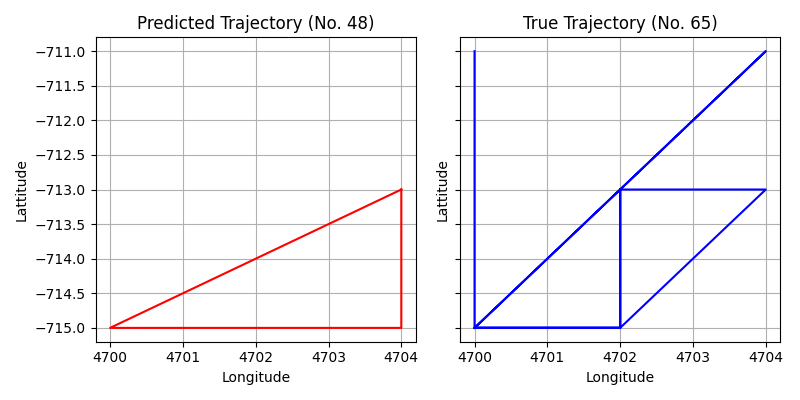 Predicted Trajectory (No. 48)
True Trajectory (No. 65)
−711.0
−711.5
−712.0
−712.5
−713.0
−713.5
−714.0
−714.5
−715.0
Lattitude
Lattitude
4700 4701 4702 4703 4704
4700 4701 4702 4703 4704
Longitude
Longitude